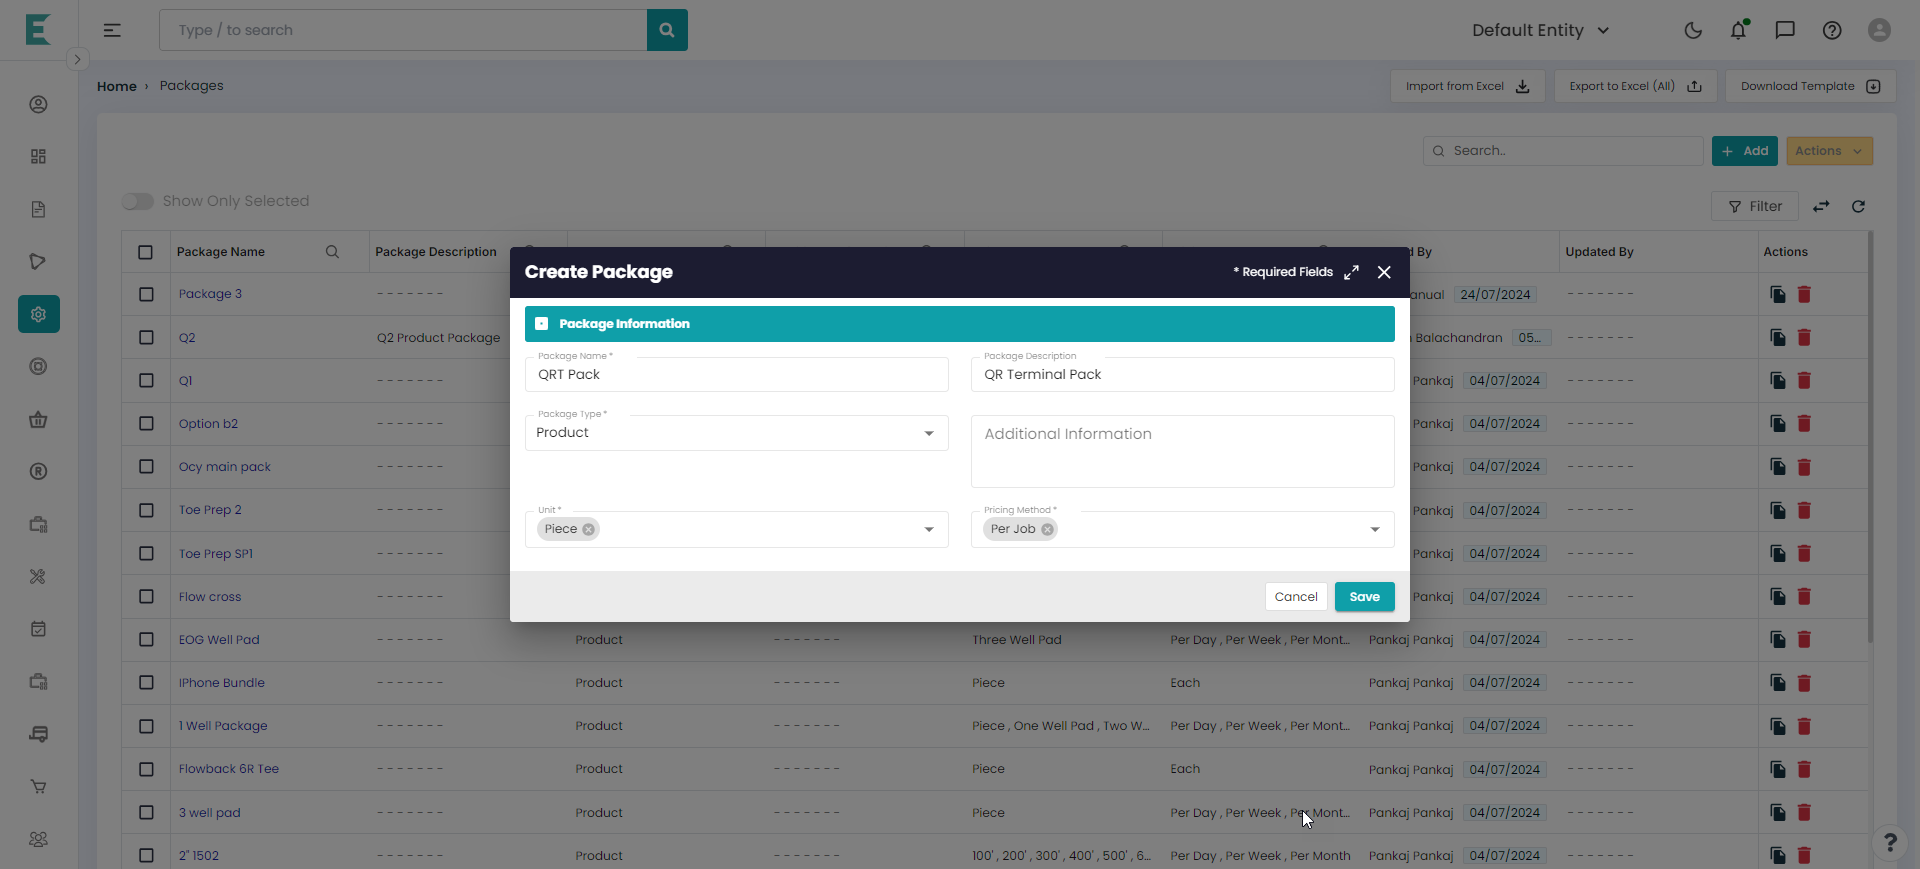 Type / to search
Default Entity
Home › Packages
Import from Excel
Export to Excel (All)
Download Template
Search..
+ Add
Actions
Show Only Selected
Filter
Package Name
Package Description
d By
Updated By
Actions
Package 3
- - - - - - -
anual 24/07/2024
- - - - - - -
Q2
Q2 Product Package
Balachandran 05...
- - - - - - -
Q1
- - - - - - -
Pankaj 04/07/2024
- - - - - - -
Option b2
- - - - - - -
Pankaj 04/07/2024
- - - - - - -
Ocy main pack
- - - - - - -
Pankaj 04/07/2024
- - - - - - -
Toe Prep 2
- - - - - - -
Pankaj 04/07/2024
- - - - - - -
Toe Prep SP1
- - - - - - -
Pankaj 04/07/2024
- - - - - - -
Flow cross
- - - - - - -
Pankaj 04/07/2024
- - - - - - -
Create Package
* Required Fields
Package Information
Package Name *
QRT Pack
Package Description
QR Terminal Pack
Package Type *
Product
Additional Information
Unit *
Piece
Pricing Method *
Per Job
Cancel
Save
EOG Well Pad - - - - - - - Product - - - - - - - Three Well Pad Per Day , Per Week , Per Mont... Pankaj Pankaj 04/07/2024 - - - - - - -
IPhone Bundle - - - - - - - Product - - - - - - - Piece Each Pankaj Pankaj 04/07/2024 - - - - - - -
1 Well Package - - - - - - - Product - - - - - - - Piece , One Well Pad , Two W... Per Day , Per Week , Per Mont... Pankaj Pankaj 04/07/2024 - - - - - - -
Flowback 6R Tee - - - - - - - Product - - - - - - - Piece Each Pankaj Pankaj 04/07/2024 - - - - - - -
3 well pad - - - - - - - Product - - - - - - - Piece Per Day , Per Week , Per Mont... Pankaj Pankaj 04/07/2024 - - - - - - -
2" 1502 - - - - - - - Product - - - - - - - 100' , 200' , 300' , 400' , 500' , 6... Per Day , Per Week , Per Month Pankaj Pankaj 04/07/2024 - - - - - - -
?